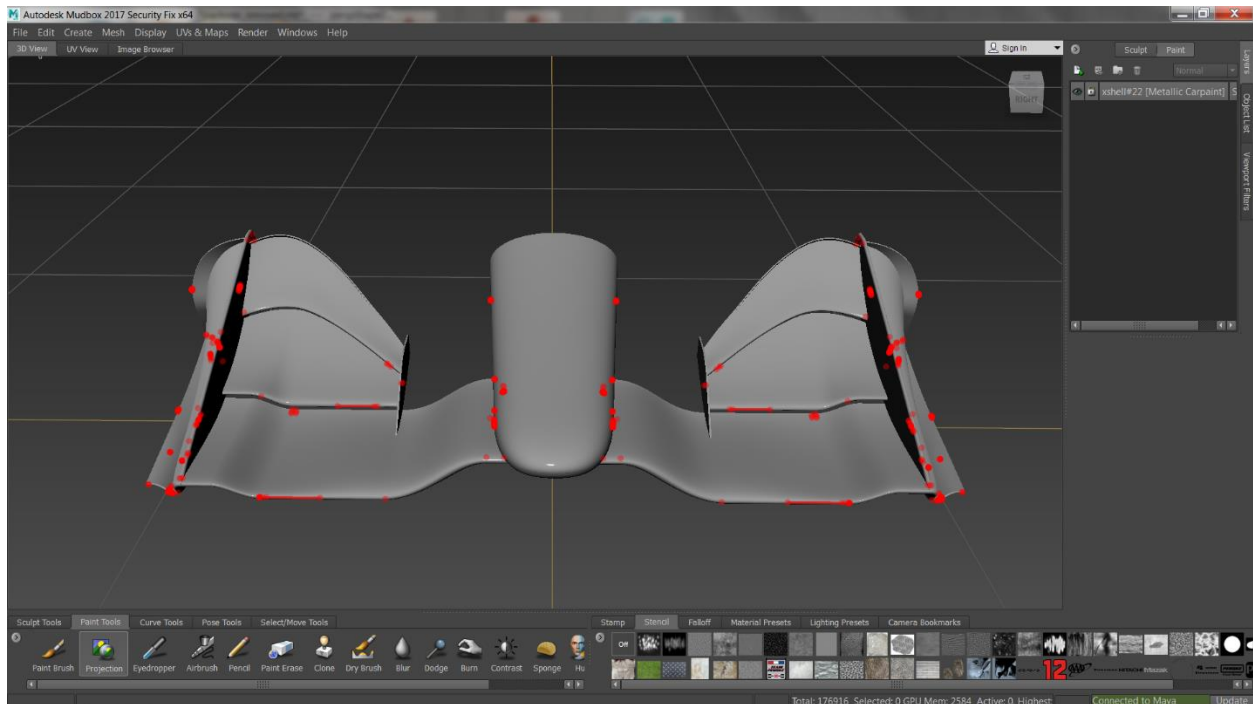 Autodesk Mudbox 2017 Security Fix x64
File Edit Create Mesh Display UVs & Maps Render Windows Help
3D View UV View Image Browser
Sign In
Sculpt Paint
Normal
Layers
xshell#22 [Metallic Carpaint] S
Object List
Viewport Filters
RIGHT
Sculpt Tools Paint Tools Curve Tools Pose Tools Select/Move Tools
Stamp Stencil Falloff Material Presets Lighting Presets Camera Bookmarks
Off
Paint Brush Projection Eyedropper Airbrush Pencil Paint Erase Clone Dry Brush Blur Dodge Burn Contrast Sponge Hu
12
Total: 176916 Selected: 0 GPU Mem: 2584 Active: 0, Highest
Connected to Maya
Update